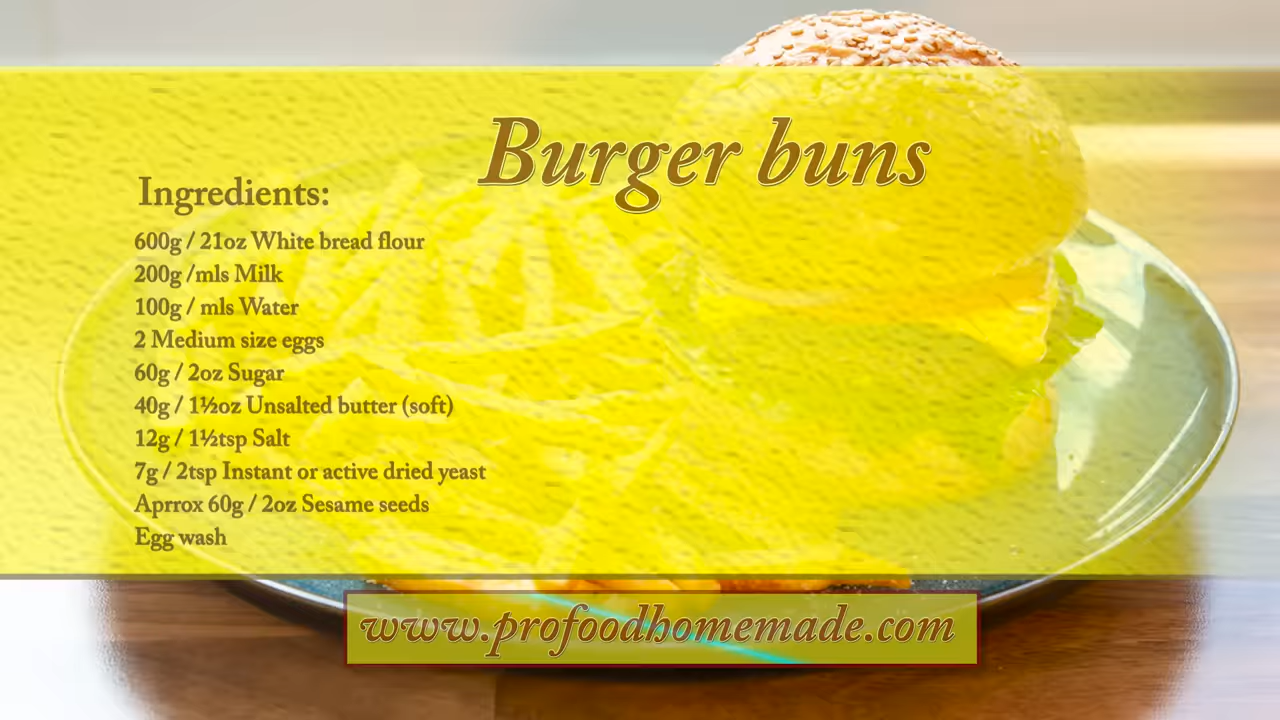 Burger buns
Ingredients:
600g / 21oz White bread flour
200g /mls Milk
100g / mls Water
2 Medium size eggs
60g / 2oz Sugar
40g / 1½oz Unsalted butter (soft)
12g / 1½tsp Salt
7g / 2tsp Instant or active dried yeast
Aprrox 60g / 2oz Sesame seeds
Egg wash
www.profoodhomemade.com